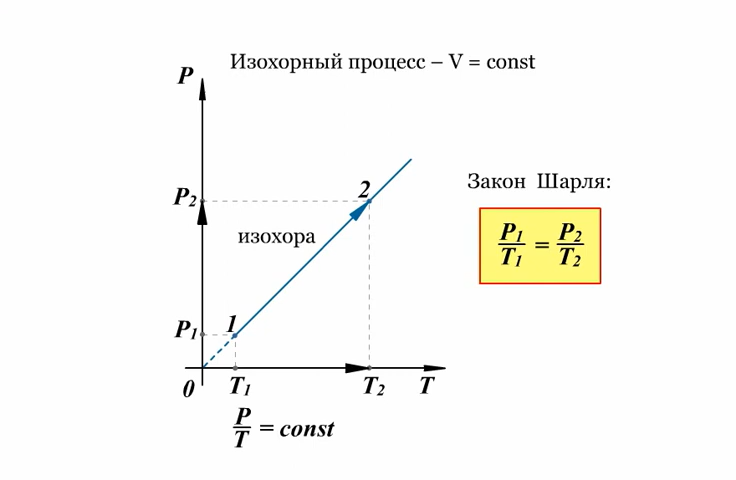 Изохорный процесс – V = const
P
Закон Шарля:
P₂
2
изохора
P₁/T₁ = P₂/T₂
P₁
1
0
T₁
T₂
T
P/T = const